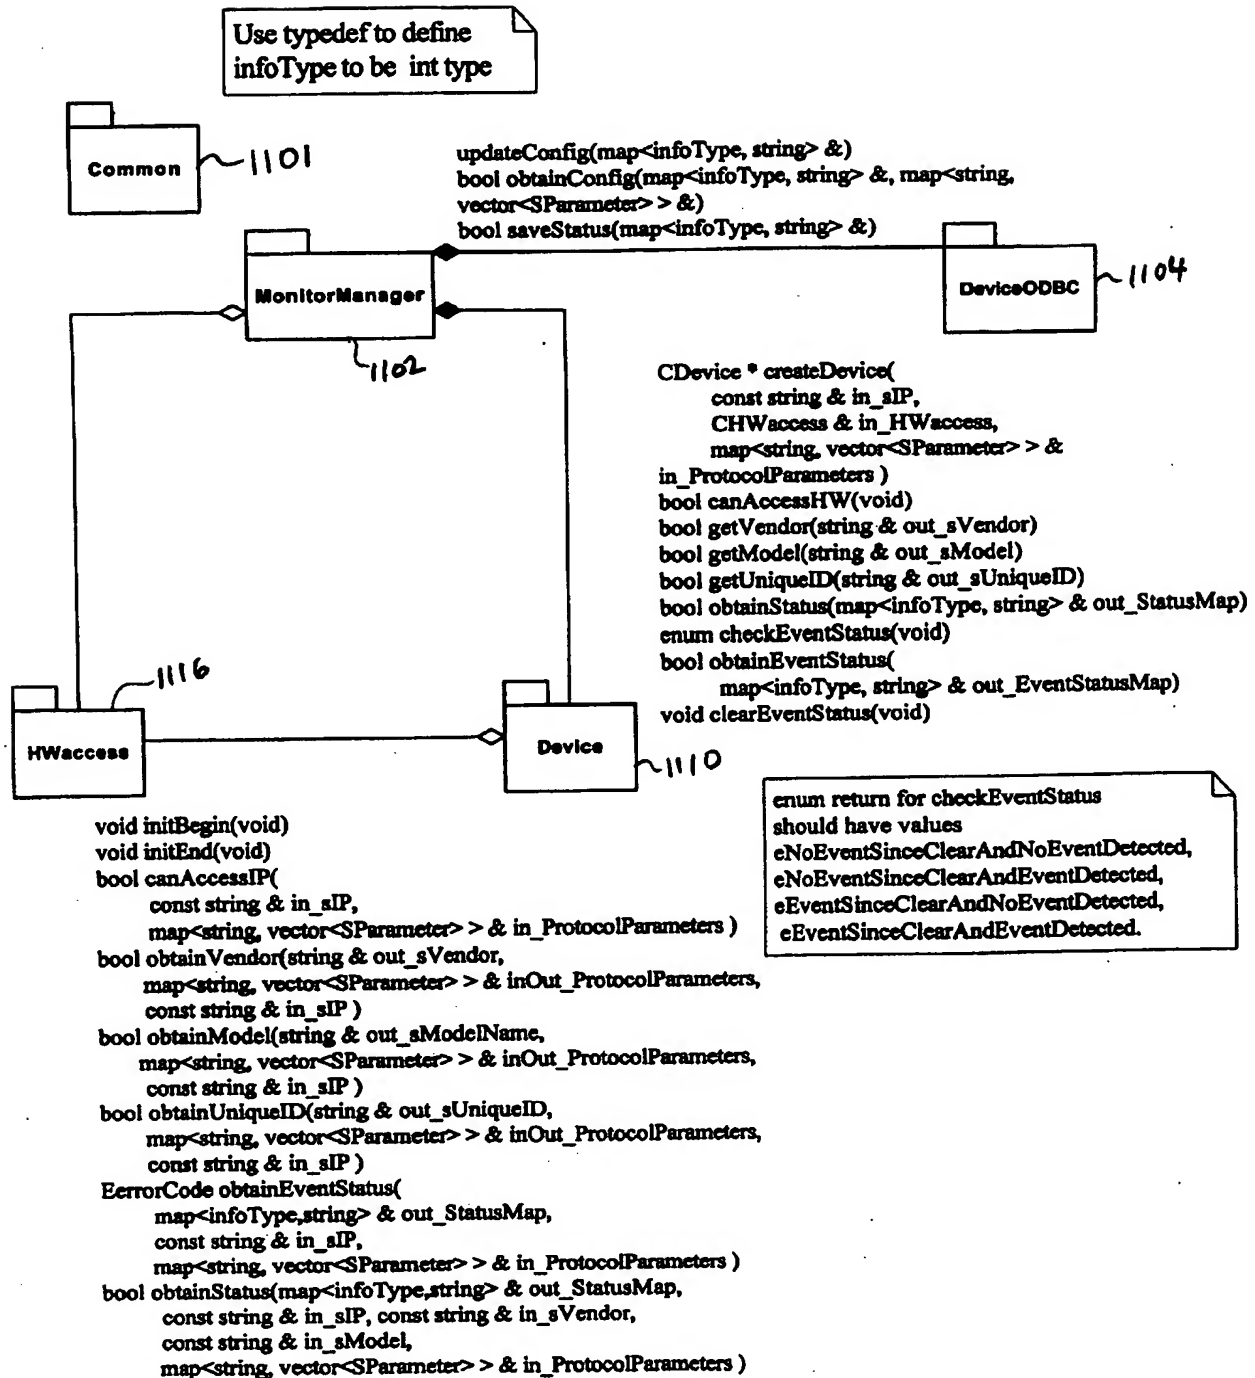 Use typedef to define
infoType to be int type
Common
1101
updateConfig(map<infoType, string> &)
bool obtainConfig(map<infoType, string> &, map<string,
vector<SParameter> > &)
bool saveStatus(map<infoType, string> &)
MonitorManager
1102
DeviceODBC
1104
CDevice * createDevice(
const string & in_sIP,
CHWaccess & in_HWaccess,
map<string, vector<SParameter> > &
in_ProtocolParameters )
bool canAccessHW(void)
bool getVendor(string & out_sVendor)
bool getModel(string & out_sModel)
bool getUniqueID(string & out_sUniqueID)
bool obtainStatus(map<infoType, string> & out_StatusMap)
enum checkEventStatus(void)
bool obtainEventStatus(
map<infoType, string> & out_EventStatusMap)
void clearEventStatus(void)
HWaccess
1116
Device
1110
enum return for checkEventStatus
should have values
eNoEventSinceClearAndNoEventDetected,
eNoEventSinceClearAndEventDetected,
eEventSinceClearAndNoEventDetected,
eEventSinceClearAndEventDetected.
void initBegin(void)
void initEnd(void)
bool canAccessIP(
const string & in_sIP,
map<string, vector<SParameter> > & in_ProtocolParameters )
bool obtainVendor(string & out_sVendor,
map<string, vector<SParameter> > & inOut_ProtocolParameters,
const string & in_sIP )
bool obtainModel(string & out_sModelName,
map<string, vector<SParameter> > & inOut_ProtocolParameters,
const string & in_sIP )
bool obtainUniqueID(string & out_sUniqueID,
map<string, vector<SParameter> > & inOut_ProtocolParameters,
const string & in_sIP )
EerrorCode obtainEventStatus(
map<infoType,string> & out_StatusMap,
const string & in_sIP,
map<string, vector<SParameter> > & in_ProtocolParameters )
bool obtainStatus(map<infoType,string> & out_StatusMap,
const string & in_sIP, const string & in_sVendor,
const string & in_sModel,
map<string, vector<SParameter> > & in_ProtocolParameters )